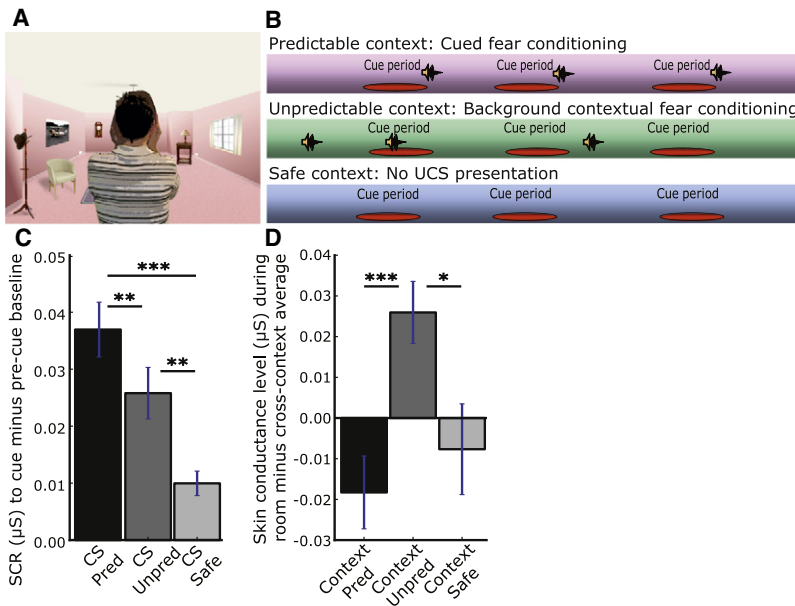 A
B
Predictable context: Cued fear conditioning
Cue period Cue period Cue period
Unpredictable context: Background contextual fear conditioning
Cue period Cue period Cue period
Safe context: No UCS presentation
Cue period Cue period Cue period
C
SCR (µS) to cue minus pre-cue baseline
0.05
0.04
0.03
0.02
0.01
0.00
***
**
**
CS Pred
CS Unpred
CS Safe
D
Skin conductance level (µS) during
room minus cross-context average
0.04
0.03
0.02
0.01
0.00
-0.01
-0.02
-0.03
***
*
Context Pred
Context Unpred
Context Safe